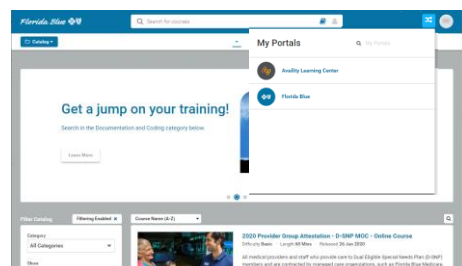 Florida Blue
Search for courses
Catalog
My Portals
My Portals
Availity Learning Center
Florida Blue
Get a jump on your training!
Search in the Documentation and Coding category below.
Learn More
Filter Catalog
Filtering Enabled ×
Course Name (A-Z)
Category
All Categories
Show
2020 Provider Group Attestation - D-SNP MOC - Online Course
Difficulty Basic Length 60 Mins Released 26 Jun 2020
All medical providers and staff who provide care to Dual Eligible Special Needs Plan (D-SNP)
members and are contracted by managed care organizations, such as Florida Blue Medicare,